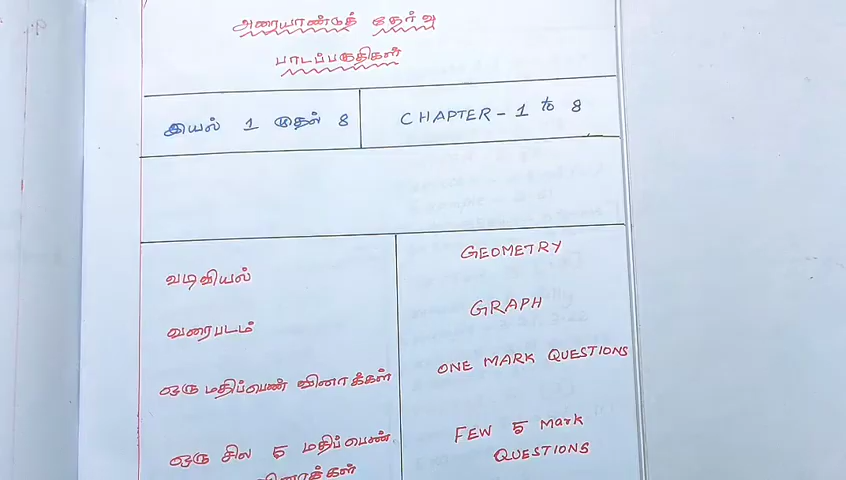 அரையாண்டுத் தேர்வு
பாடப்பகுதிகள்
இயல் 1 முதல் 8
CHAPTER - 1 to 8
வடிவியல்
GEOMETRY
வரைபடம்
GRAPH
ஒரு மதிப்பெண் வினாக்கள்
ONE MARK QUESTIONS
ஒரு சில 5 மதிப்பெண்
வினாக்கள்
FEW 5 Mark
QUESTIONS